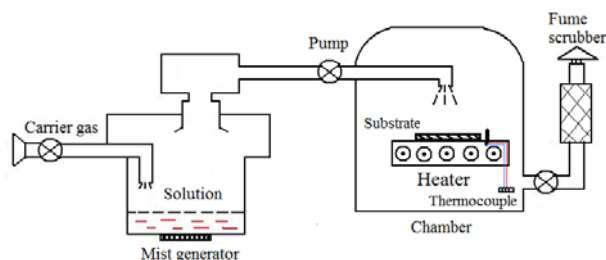 Fume
scrubber
Pump
Carrier gas
Substrate
Solution
Heater
Thermocouple
Chamber
Mist generator